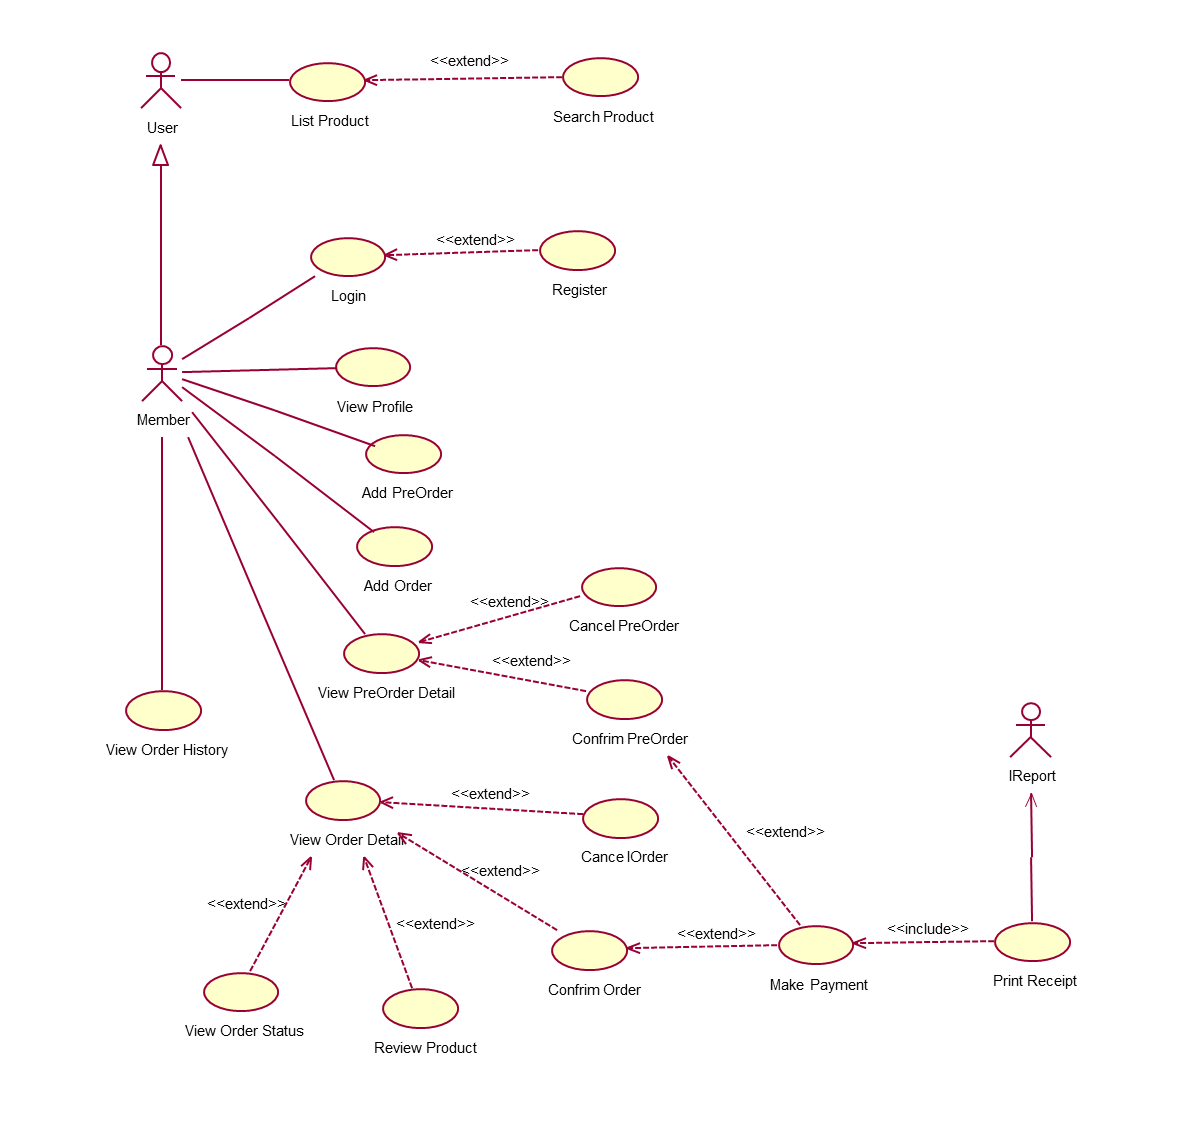 <<extend>>
User
List Product
Search Product
<<extend>>
Login
Register
View Profile
Member
Add PreOrder
Add Order
<<extend>>
Cancel PreOrder
<<extend>>
View PreOrder Detail
Confrim PreOrder
View Order History
IReport
<<extend>>
<<extend>>
View Order Detail
Cance lOrder
<<extend>>
<<extend>>
<<extend>>
<<extend>>
<<include>>
Print Receipt
Make Payment
Confrim Order
View Order Status
Review Product